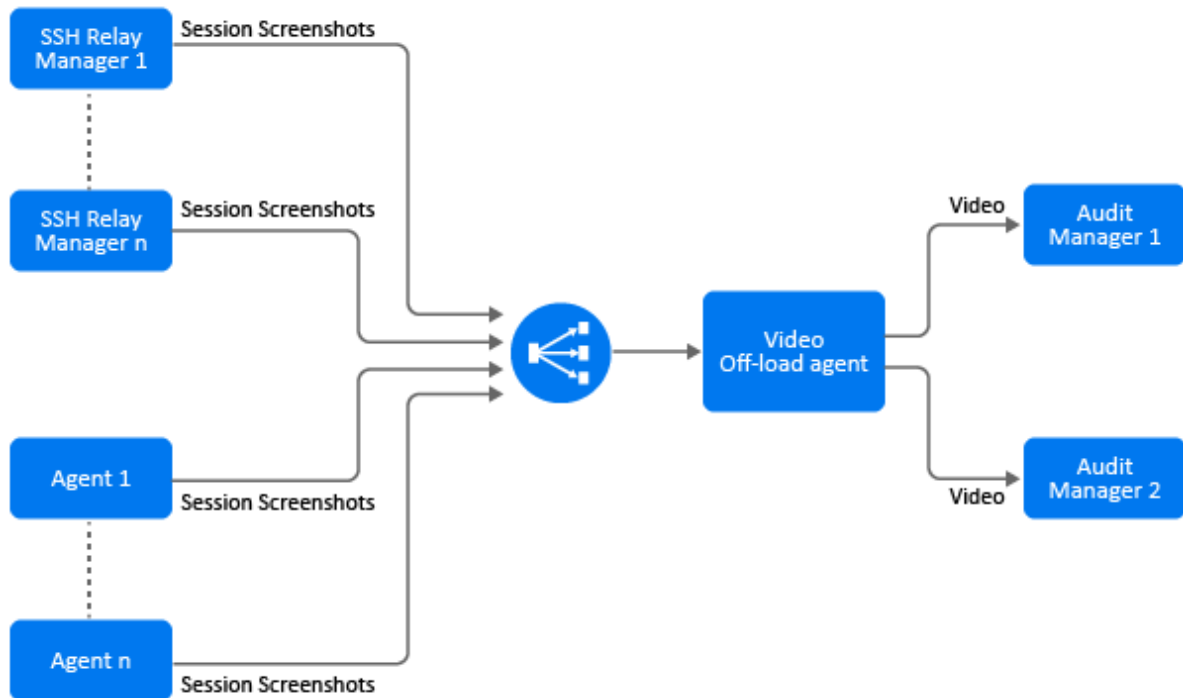 SSH Relay
Manager 1
Session Screenshots
SSH Relay
Manager n
Session Screenshots
Agent 1
Session Screenshots
Agent n
Session Screenshots
Video
Off-load agent
Video
Audit
Manager 1
Video
Audit
Manager 2